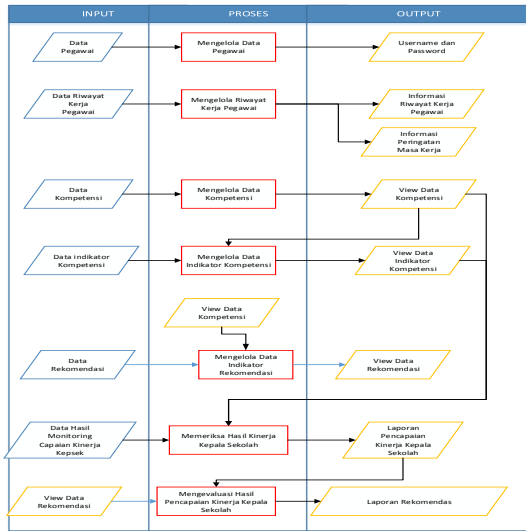 INPUT PROSES OUTPUT
Data
Pegawai
Mengelola Data
Pegawai
Username dan
Password
Data Riwayat
Kerja
Pegawai
Mengelola Riwayat
Kerja Pegawai
Informasi
Riwayat Kerja
Pegawai
Informasi
Peringatan
Masa Kerja
Data
Kompetensi
Mengelola Data
Kompetensi
View Data
Kompetensi
Data indikator
Kompetensi
Mengelola Data
Indikator Kompetensi
View Data
Indikator
Kompetensi
View Data
Kompetensi
Data
Rekomendasi
Mengelola Data
Indikator
Rekomendasi
View Data
Rekomendasi
Data Hasil
Monitoring
Capaian Kinerja
Kepsek
Memeriksa Hasil Kinerja
Kepala Sekolah
Laporan
Pencapaian
Kinerja Kepala
Sekolah
View Data
Rekomendasi
Mengevaluasi Hasil
Pencapaian Kinerja Kepala
Sekolah
Laporan Rekomendas